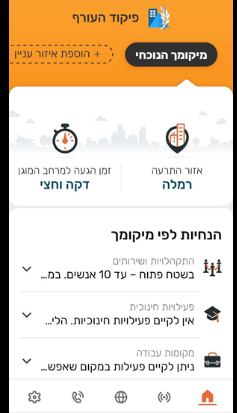 פיקוד העורף
מיקומך הנוכחי
+ הוספת איזור עניין
אזור התרעה
רמלה
זמן הגעה למרחב המוגן
דקה וחצי
הנחיות לפי מיקומך
התקהלויות ושירותים
בשטח פתוח – עד 10 אנשים. במ...
פעילויות חינוכית
אין לקיים פעילויות חינוכיות. הלי...
מקומות עבודה
ניתן לקיים פעילות במקום שאפש...